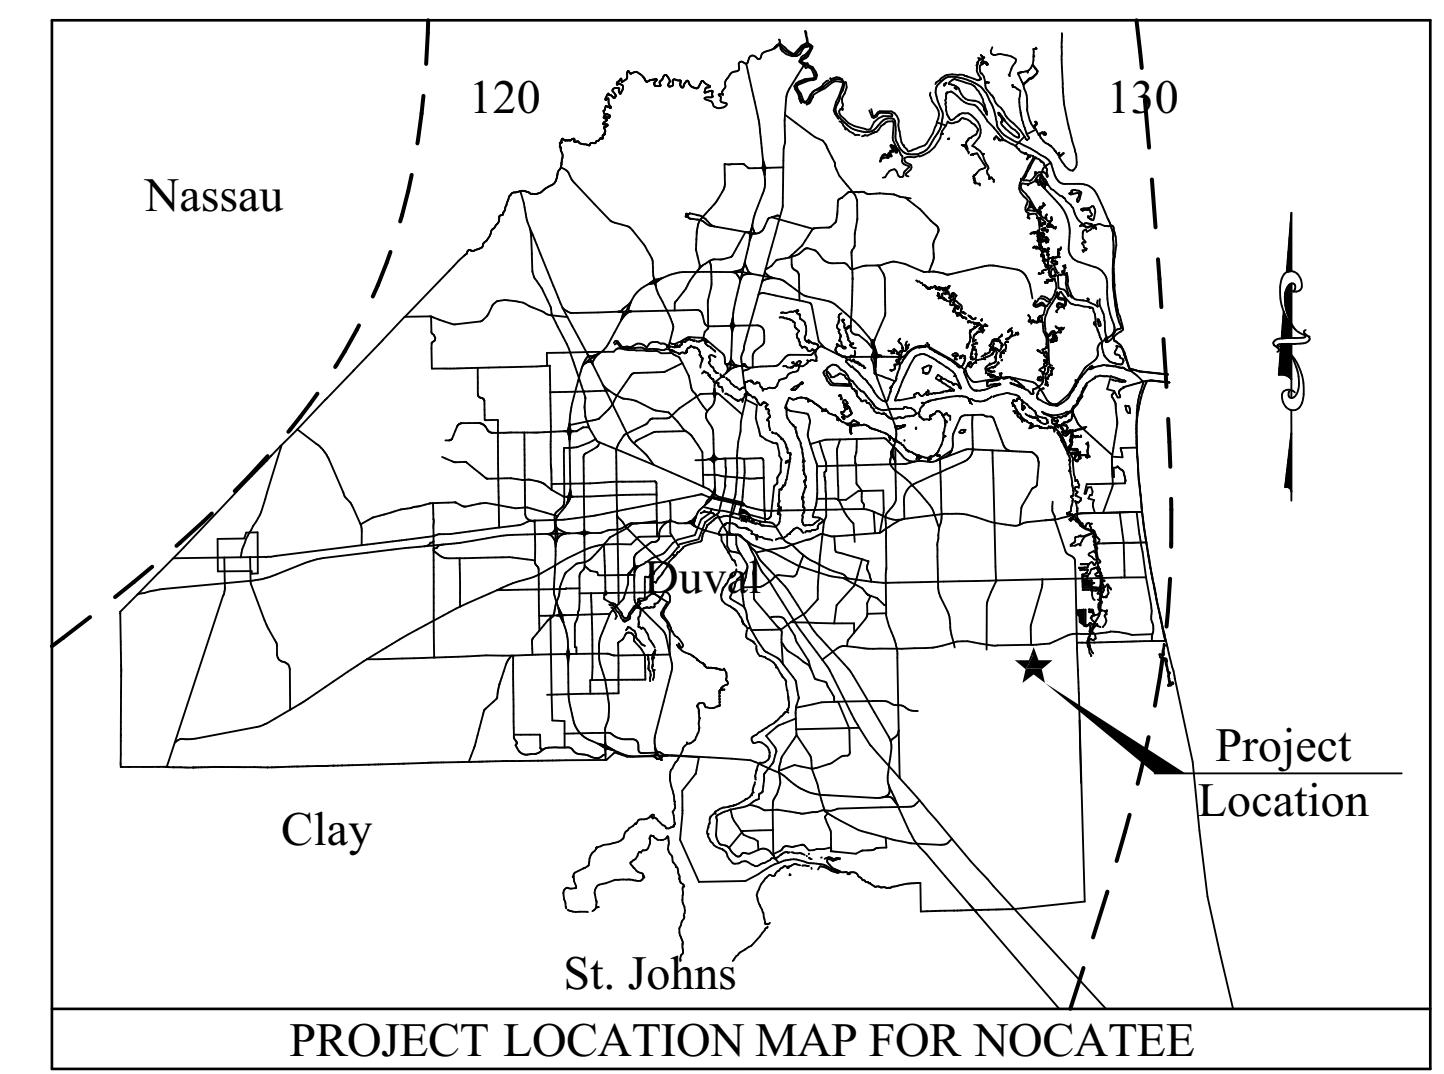 120
130
Nassau
Duval
Project
Location
Clay
St. Johns
PROJECT LOCATION MAP FOR NOCATEE